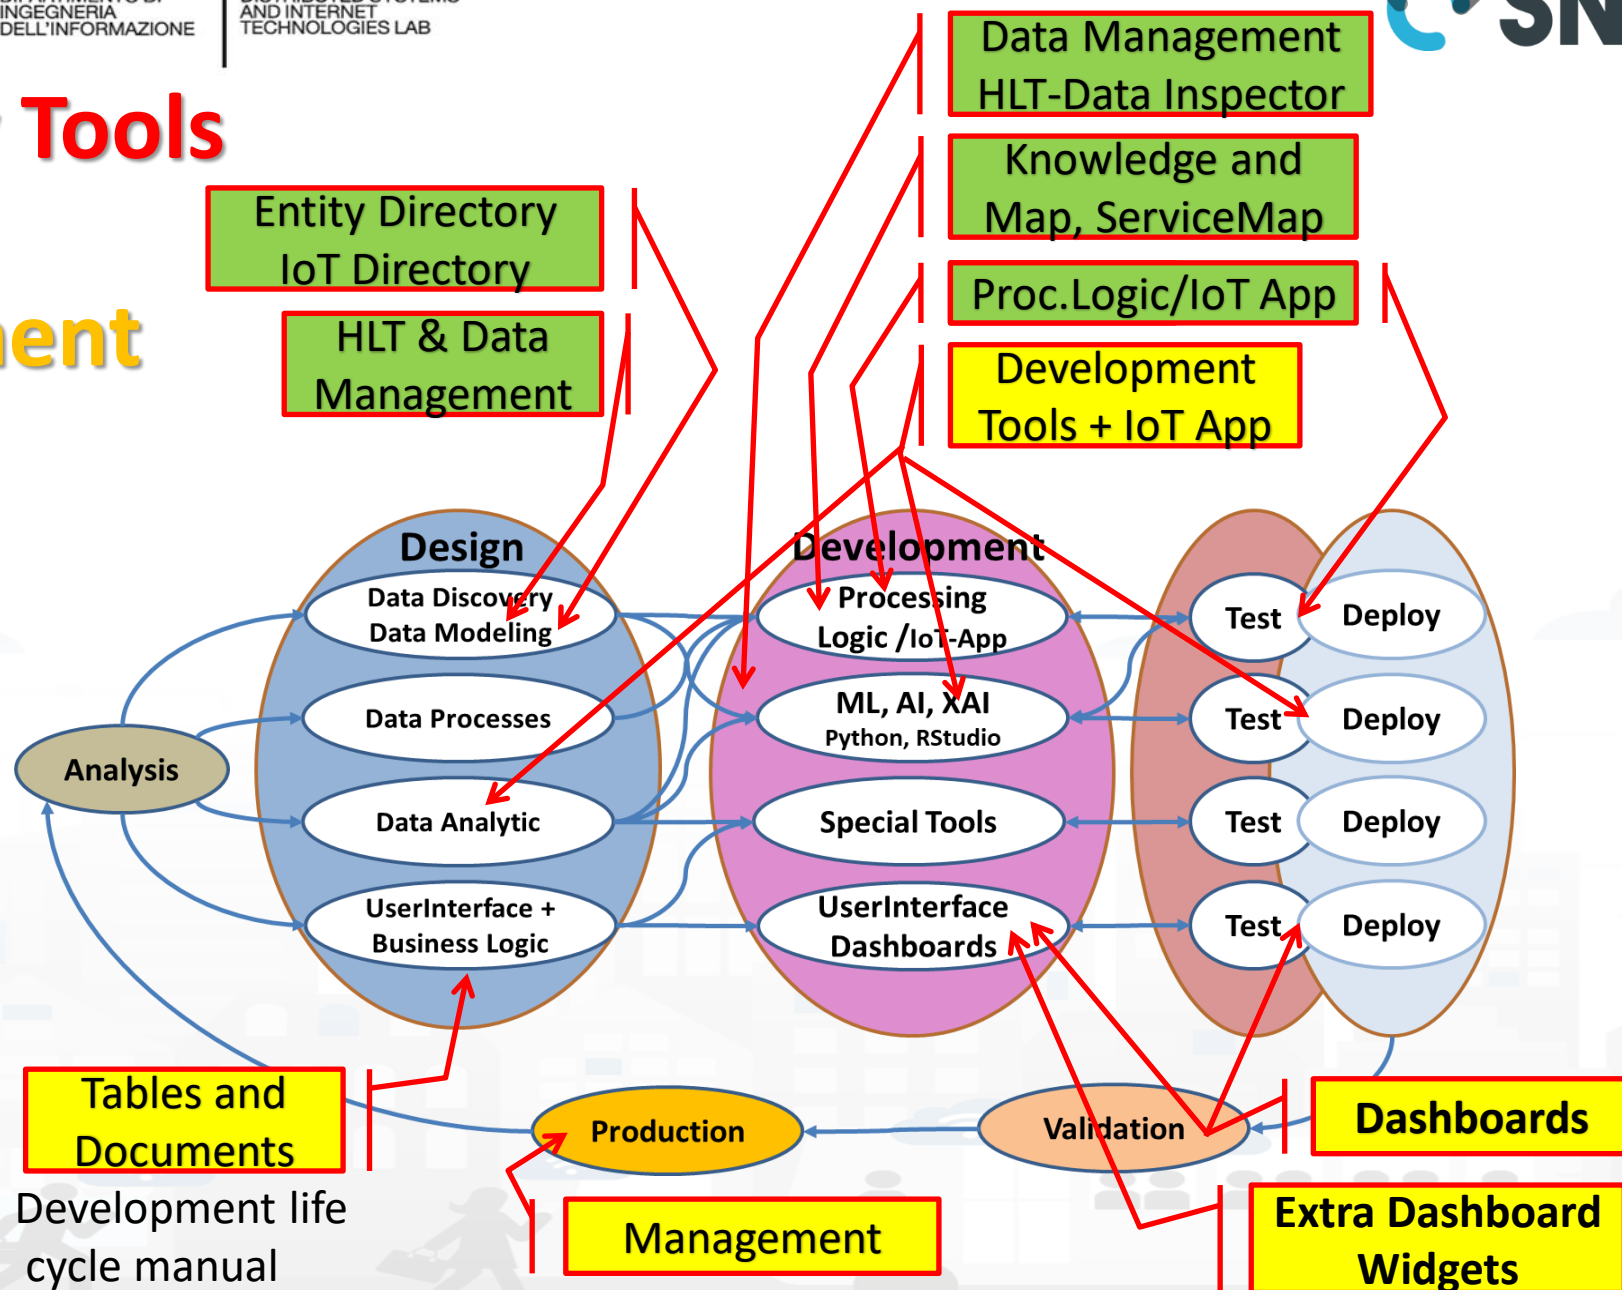 INGEGNERIA
DELL'INFORMAZIONE
AND INTERNET
TECHNOLOGIES LAB
SN
Tools
Data Management
HLT-Data Inspector
Knowledge and
Map, ServiceMap
Entity Directory
IoT Directory
Proc.Logic/IoT App
HLT & Data
Management
Development
Tools + IoT App
Design
Development
Data Discovery
Data Modeling
Processing
Logic /IoT-App
Test
Deploy
Data Processes
ML, AI, XAI
Python, RStudio
Test
Deploy
Analysis
Data Analytic
Special Tools
Test
Deploy
UserInterface +
Business Logic
UserInterface
Dashboards
Test
Deploy
Tables and
Documents
Production
Validation
Dashboards
Development life
cycle manual
Management
Extra Dashboard
Widgets